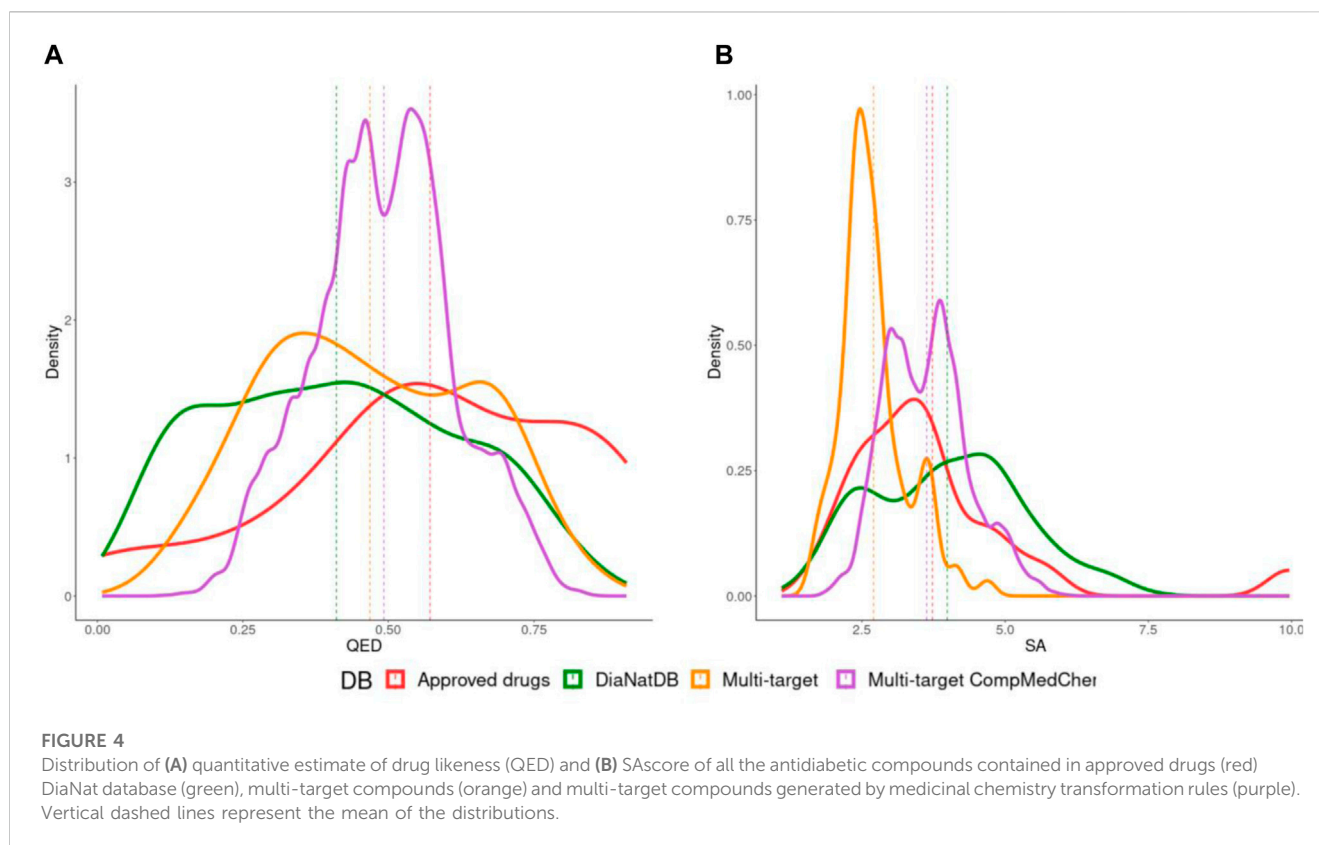 A
B
Density
3
2
1
0
0.00
0.25
0.50
0.75
QED
Density
1.00
0.75
0.50
0.25
0.00
2.5
5.0
7.5
10.0
SA
DB Approved drugs DiaNatDB Multi-target Multi-target CompMedCher
FIGURE 4
Distribution of (A) quantitative estimate of drug likeness (QED) and (B) SAscore of all the antidiabetic compounds contained in approved drugs (red)
DiaNat database (green), multi-target compounds (orange) and multi-target compounds generated by medicinal chemistry transformation rules (purple).
Vertical dashed lines represent the mean of the distributions.